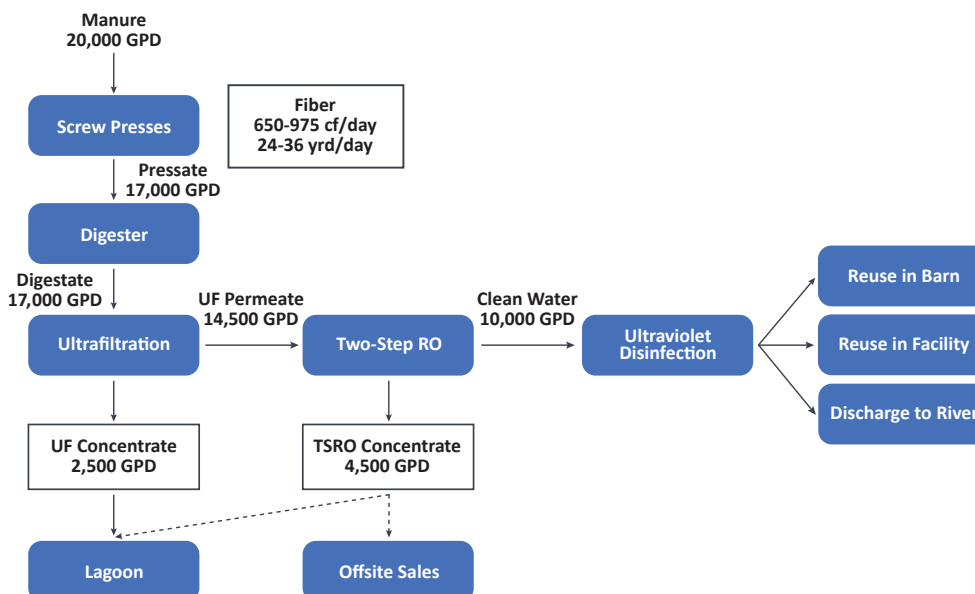 Manure
20,000 GPD
Screw Presses
Fiber
650-975 cf/day
24-36 yrd/day
Pressate
17,000 GPD
Digester
Digestate
17,000 GPD
UF Permeate
14,500 GPD
Clean Water
10,000 GPD
Ultrafiltration
Two-Step RO
Ultraviolet
Disinfection
Reuse in Barn
Reuse in Facility
Discharge to River
UF Concentrate
2,500 GPD
TSRO Concentrate
4,500 GPD
Lagoon
Offsite Sales